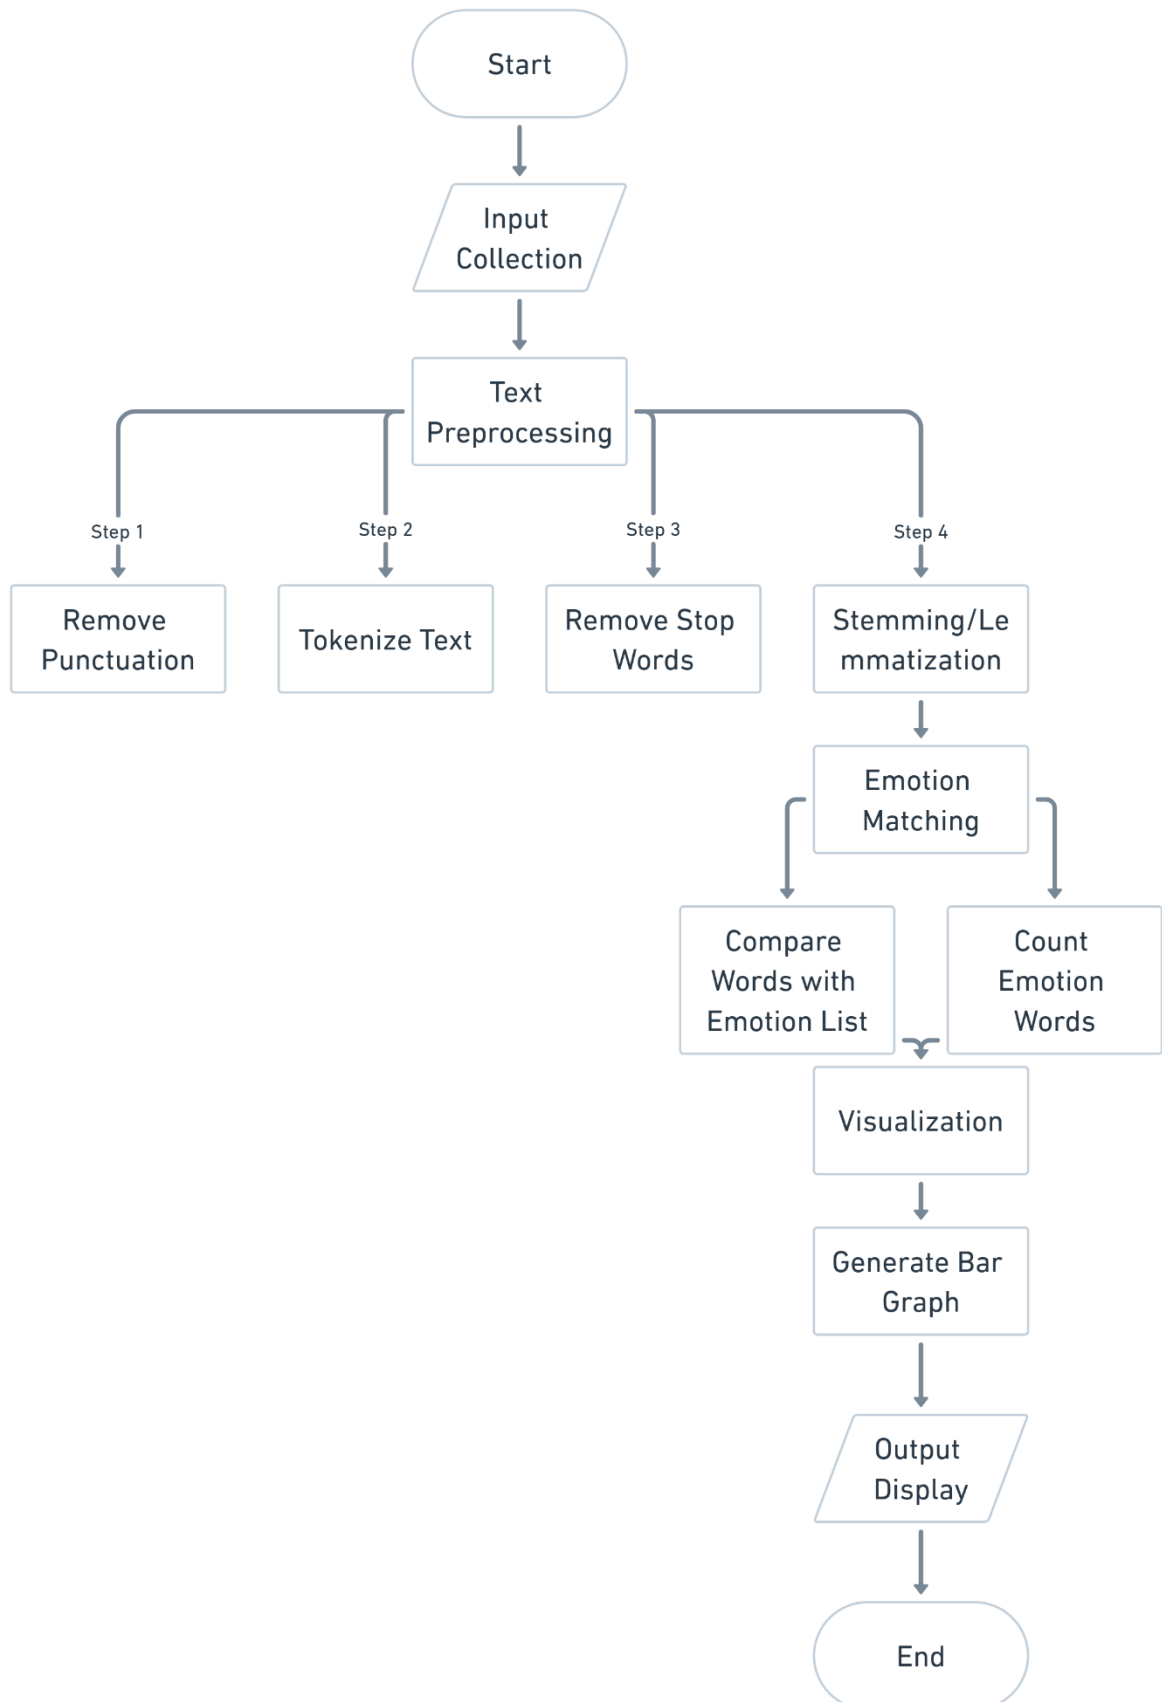 Start
Input
Collection
Text
Preprocessing
Step 1
Step 2
Step 3
Step 4
Remove
Punctuation
Tokenize Text
Remove Stop
Words
Stemming/Le
mmatization
Emotion
Matching
Compare
Words with
Emotion List
Count
Emotion
Words
Visualization
Generate Bar
Graph
Output
Display
End